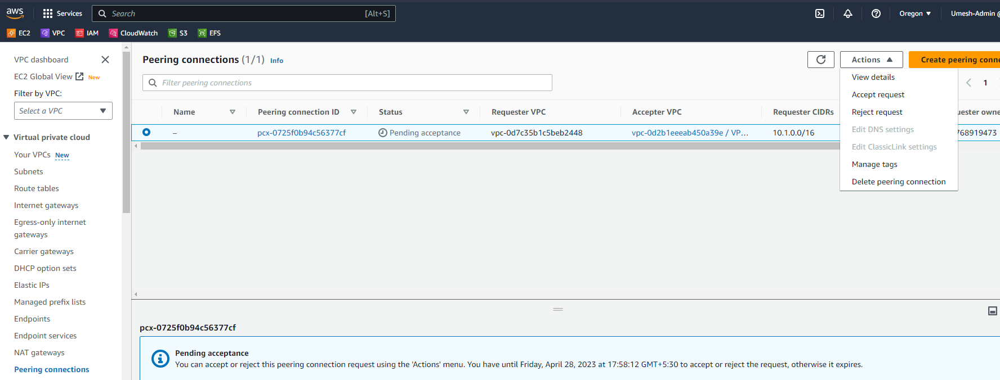 aws
Services
Search [Alt+S]
Oregon
Umesh-Admin @
EC2
VPC
IAM
CloudWatch
S3
EFS
VPC dashboard
EC2 Global View New
Filter by VPC:
Select a VPC
Virtual private cloud
Your VPCs New
Subnets
Route tables
Internet gateways
Egress-only internet
gateways
Carrier gateways
DHCP option sets
Elastic IPs
Managed prefix lists
Endpoints
Endpoint services
NAT gateways
Peering connections
Peering connections (1/1) Info
Actions
Create peering conne
Filter peering connections
1
View details
Accept request
Reject request
Edit DNS settings
Edit ClassicLink settings
Manage tags
Delete peering connection
Name Peering connection ID Status Requester VPC Accepter VPC Requester CIDRs uester owne
– pcx-0725f0b94c56377cf Pending acceptance vpc-0d7c35b1c5beb2448 vpc-0d2b1eeeab450a39e / VP... 10.1.0.0/16 768919473
pcx-0725f0b94c56377cf
Pending acceptance
You can accept or reject this peering connection request using the 'Actions' menu. You have until Friday, April 28, 2023 at 17:58:12 GMT+5:30 to accept or reject the request, otherwise it expires.